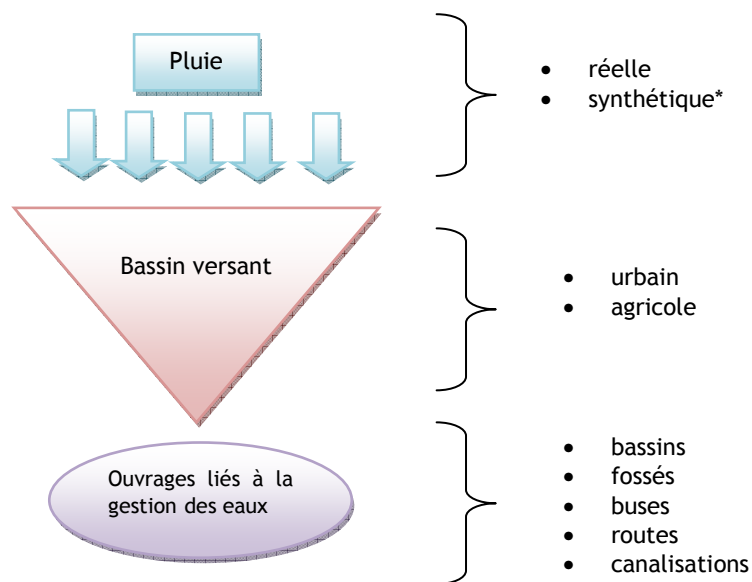 Pluie
• réelle
• synthétique*
Bassin versant
• urbain
• agricole
Ouvrages liés à la
gestion des eaux
• bassins
• fossés
• buses
• routes
• canalisations